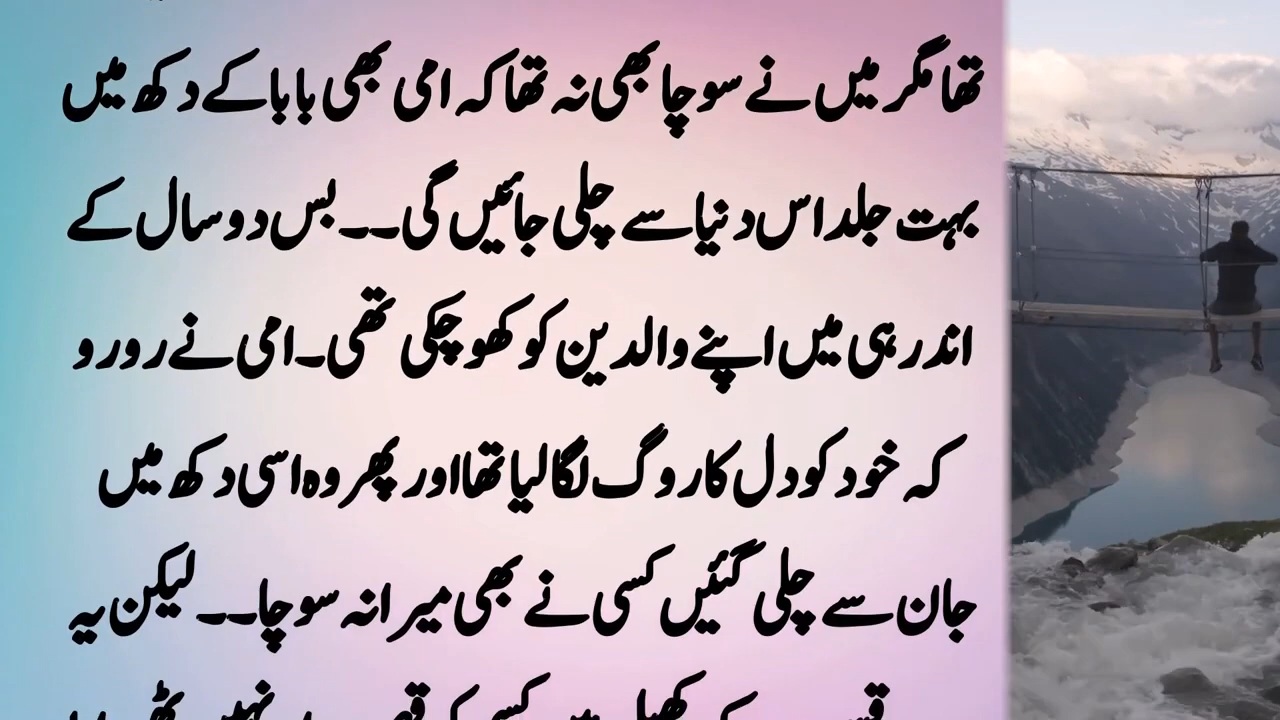 تھا مگر میں نے سوچا بھی نہ تھا کہ امی بھی بابا کے دکھ میں
بہت جلد اس دنیا سے چلی جائیں گی۔۔ بس دو سال کے
اندر ہی میں اپنے والدین کو کھو چکی تھی۔ امی نے رو رو
کہ خود کو دل کا روگ لگا لیا تھا اور پھر وہ اسی دکھ میں
جان سے چلی گئیں کسی نے بھی میرا نہ سوچا۔۔ لیکن یہ